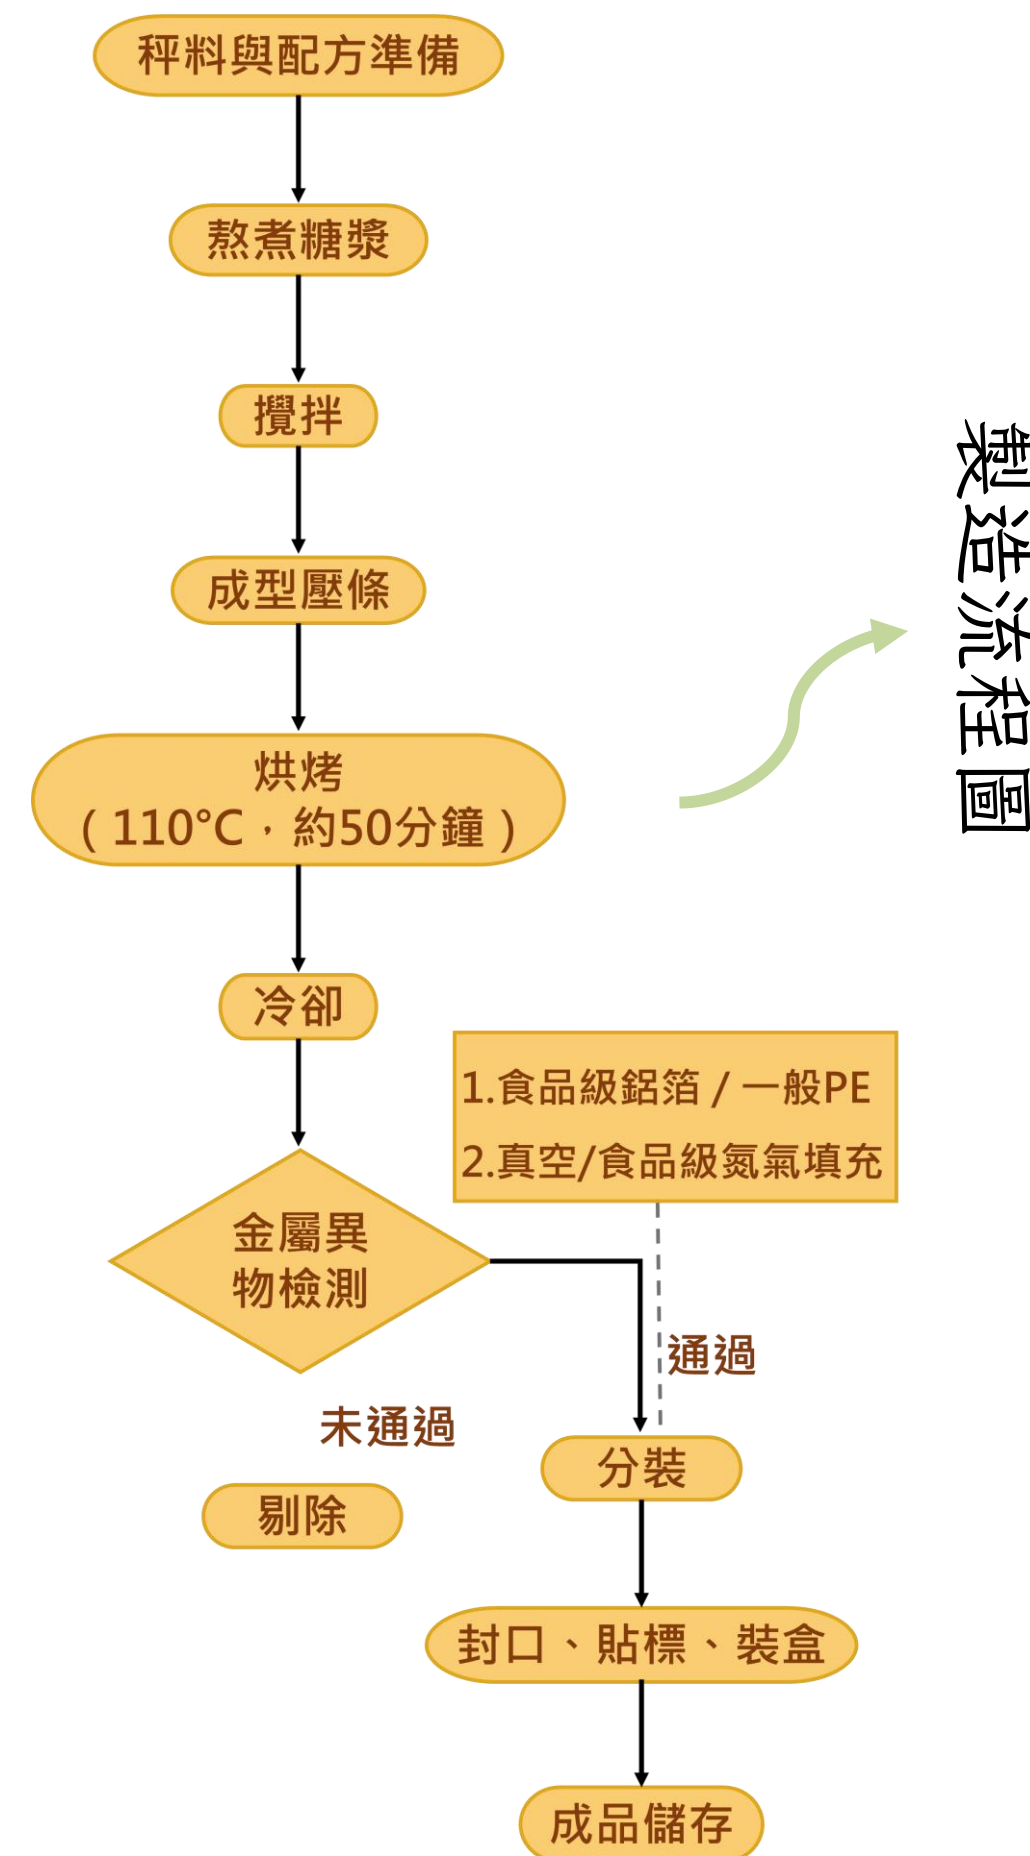 秤料與配方準備
熬煮糖漿
攪拌
成型壓條
烘烤
（110°C，約50分鐘）
冷卻
1.食品級鋁箔 / 一般PE
2.真空/食品級氮氣填充
金屬異
物檢測
通過
未通過
分裝
剔除
封口、貼標、裝盒
成品儲存
製造流程圖